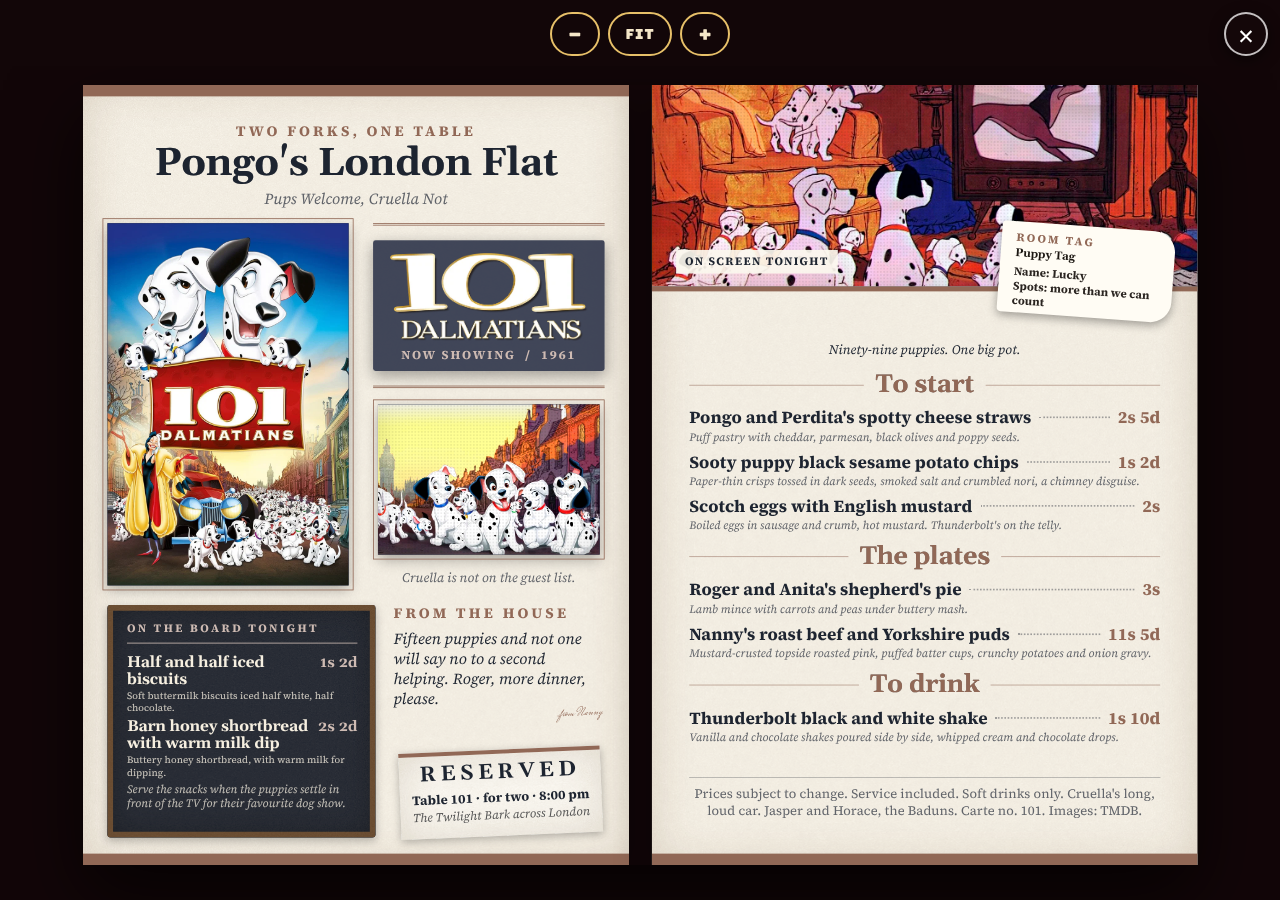 −
FIT
+
×
TWO FORKS, ONE TABLE
Pongo's London Flat
Pups Welcome, Cruella Not
101
DALMATIANS
101
DALMATIANS
NOW SHOWING / 1961
Cruella is not on the guest list.
ON THE BOARD TONIGHT
Half and half iced biscuits 1s 2d
Soft buttermilk biscuits iced half white, half
chocolate.
Barn honey shortbread 2s 2d
with warm milk dip
Buttery honey shortbread, with warm milk for
dipping.
Serve the snacks when the puppies settle in
front of the TV for their favourite dog show.
FROM THE HOUSE
Fifteen puppies and not one
will say no to a second
helping. Roger, more dinner,
please.
from Nanny
RESERVED
Table 101 · for two · 8:00 pm
The Twilight Bark across London
ON SCREEN TONIGHT
ROOM TAG
Puppy Tag
Name: Lucky
Spots: more than we can
count
Ninety-nine puppies. One big pot.
To start
Pongo and Perdita's spotty cheese straws 2s 5d
Puff pastry with cheddar, parmesan, black olives and poppy seeds.
Sooty puppy black sesame potato chips 1s 2d
Paper-thin crisps tossed in dark seeds, smoked salt and crumbled nori, a chimney disguise.
Scotch eggs with English mustard 2s
Boiled eggs in sausage and crumb, hot mustard. Thunderbolt's on the telly.
The plates
Roger and Anita's shepherd's pie 3s
Lamb mince with carrots and peas under buttery mash.
Nanny's roast beef and Yorkshire puds 11s 5d
Mustard-crusted topside roasted pink, puffed batter cups, crunchy potatoes and onion gravy.
To drink
Thunderbolt black and white shake 1s 10d
Vanilla and chocolate shakes poured side by side, whipped cream and chocolate drops.
Prices subject to change. Service included. Soft drinks only. Cruella's long,
loud car. Jasper and Horace, the Baduns. Carte no. 101. Images: TMDB.